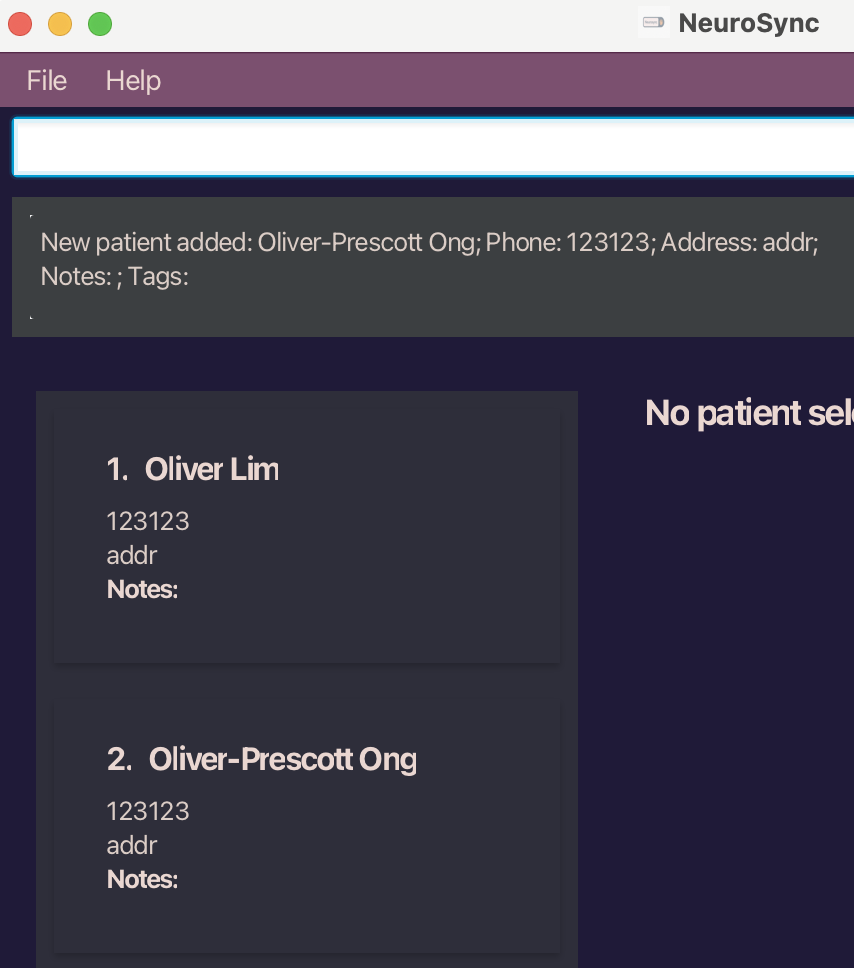 NeuroSync
File Help
New patient added: Oliver-Prescott Ong; Phone: 123123; Address: addr;
Notes: ; Tags:
No patient sel
1. Oliver Lim
123123
addr
Notes:
2. Oliver-Prescott Ong
123123
addr
Notes: